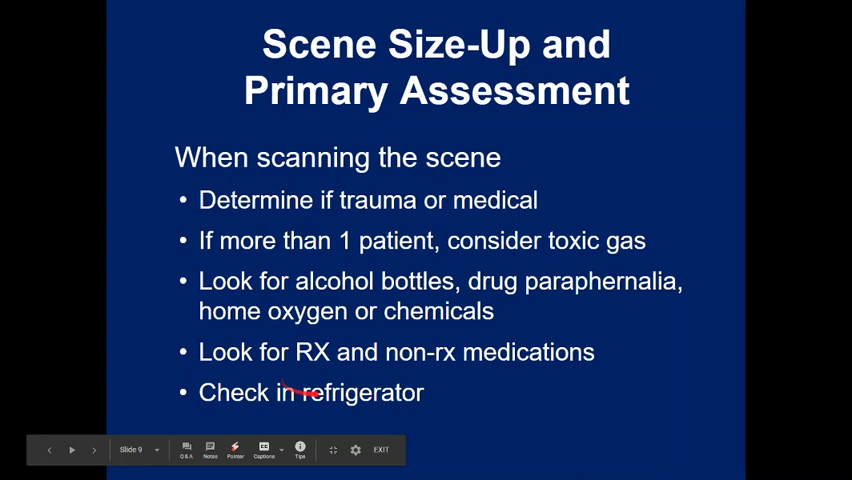 Scene Size-Up and
Primary Assessment
When scanning the scene
• Determine if trauma or medical
• If more than 1 patient, consider toxic gas
• Look for alcohol bottles, drug paraphernalia,
home oxygen or chemicals
• Look for RX and non-rx medications
• Check in refrigerator
Slide 9
Q&A
Notes
Pointer
CC
Captions
Tips
EXIT